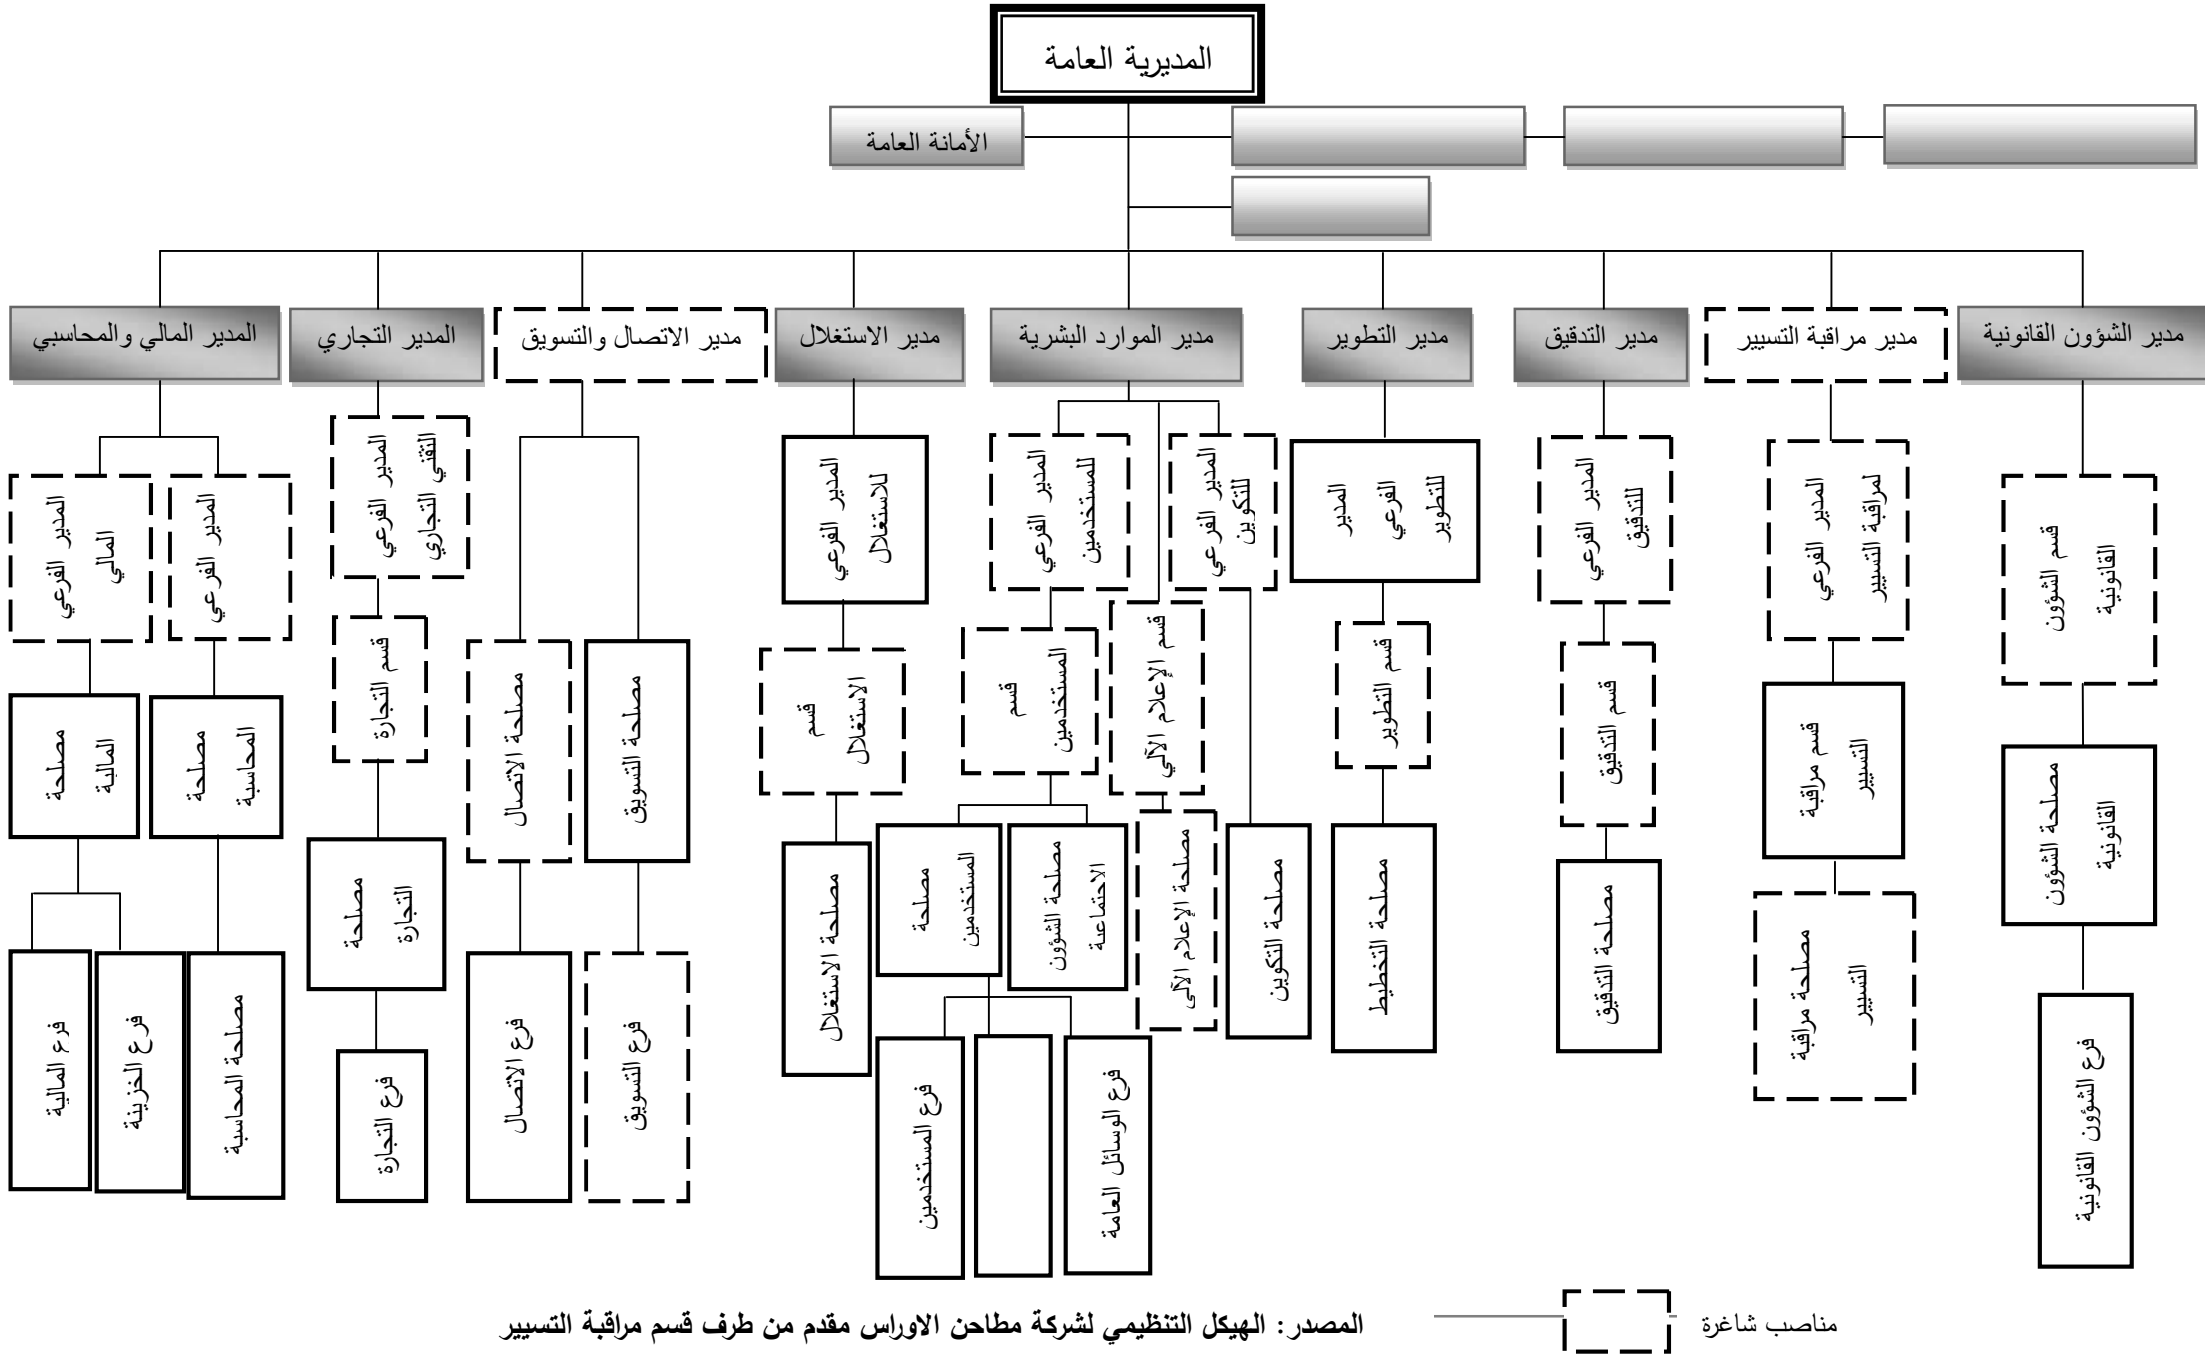 المديرية العامة
الأمانة العامة
مدير الشؤون القانونية
مدير مراقبة التسيير
مدير التدقيق
مدير التطوير
مدير الموارد البشرية
مدير الاستغلال
مدير الاتصال والتسويق
المدير التجاري
المدير المالي والمحاسبي
قسم الشؤون
القانونية
المدير الفرعي
لمراقبة التسيير
المدير الفرعي
للتدقيق
المدير
الفرعي
للتطوير
المدير الفرعي
للتكوين
المدير الفرعي
للمستخدمين
المدير الفرعي
للاستغلال
المدير الفرعي
التقني التجاري
المدير الفرعي
المدير الفرعي
المالي
قسم مراقبة
التسيير
قسم التدقيق
قسم التطوير
قسم الإعلام الآلي
قسم
المستخدمين
قسم
الاستغلال
مصلحة التسويق
مصلحة الاتصال
قسم التجارة
مصلحة
المحاسبة
مصلحة
المالية
مصلحة الشؤون
القانونية
مصلحة مراقبة
التسيير
مصلحة التدقيق
مصلحة التخطيط
مصلحة التكوين
مصلحة الإعلام الآلي
مصلحة الشؤون
الاجتماعية
مصلحة
المستخدمين
مصلحة الاستغلال
مصلحة
التجارة
فرع الشؤون القانونية
فرع الوسائل العامة
فرع المستخدمين
فرع التسويق
فرع الاتصال
فرع التجارة
مصلحة المحاسبة
فرع الخزينة
فرع المالية
مناصب شاغرة
المصدر: الهيكل التنظيمي لشركة مطاحن الاوراس مقدم من طرف قسم مراقبة التسيير